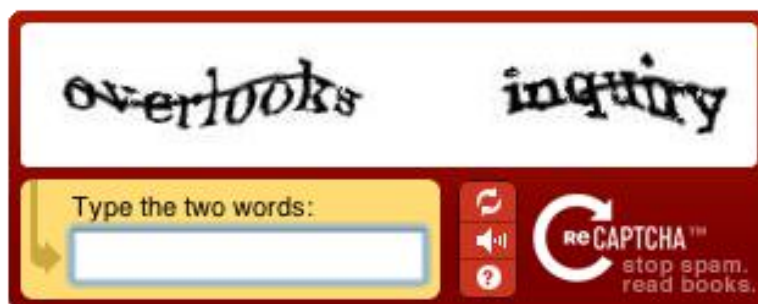 overlooks inquiry
Type the two words:
ReCAPTCHA™
stop spam.
read books.